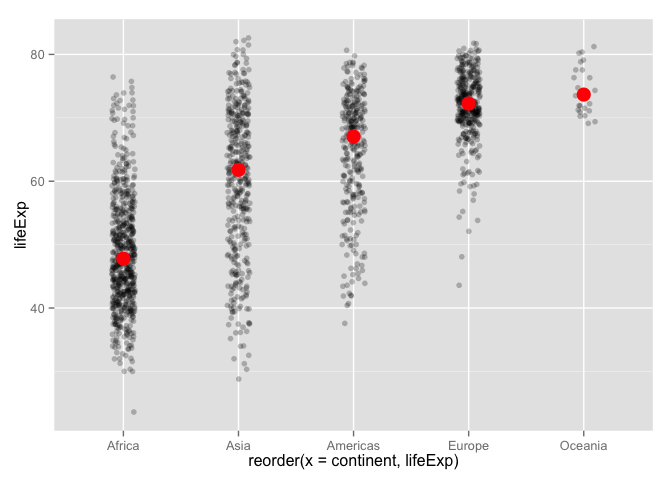 80
60
40
lifeExp
Africa Asia Americas Europe Oceania
reorder(x = continent, lifeExp)